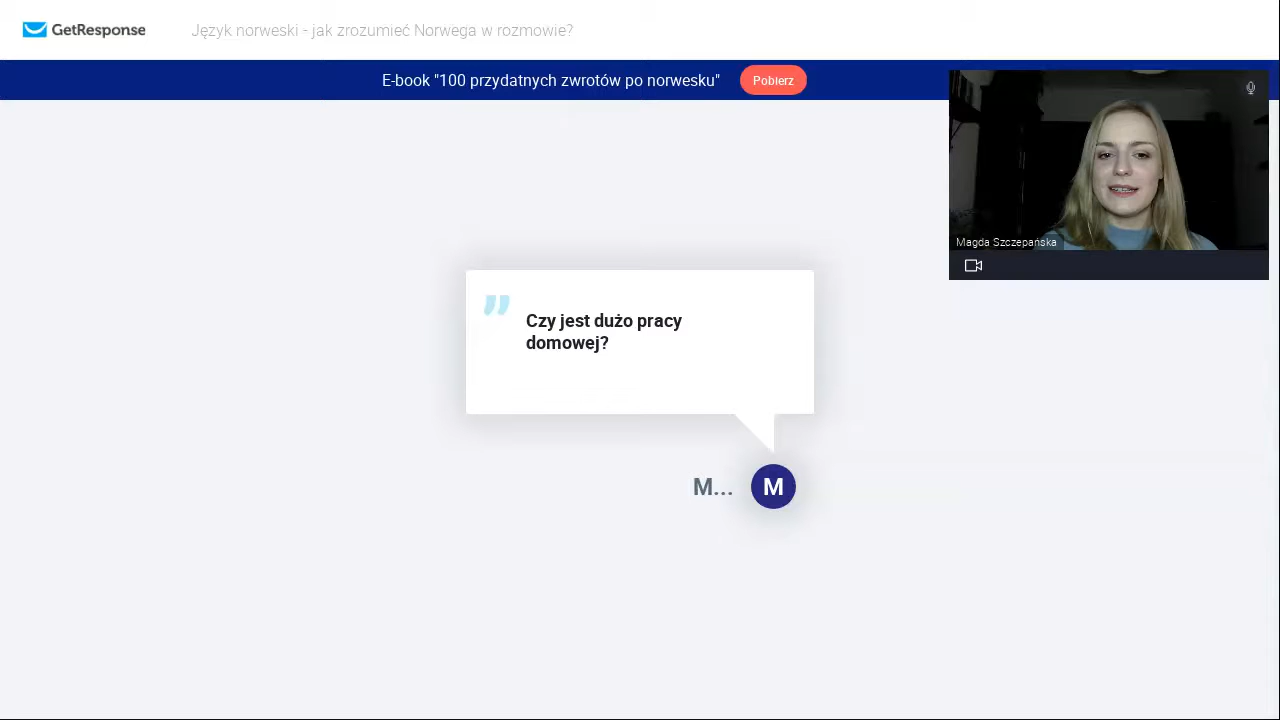 GetResponse
Język norweski - jak zrozumieć Norwega w rozmowie?
E-book "100 przydatnych zwrotów po norwesku"
Pobierz
Magda Szczepańska
Czy jest dużo pracy
domowej?
M...
M